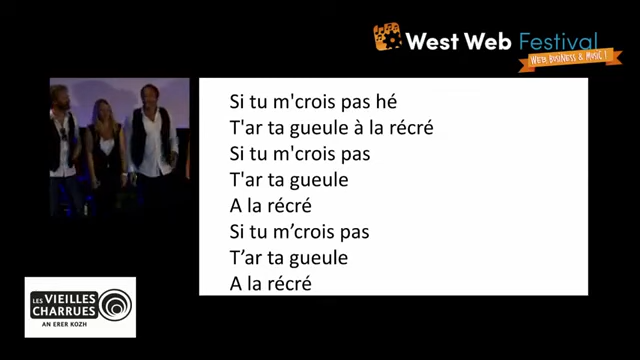 West Web Festival
WEB, BUSINESS & MUSIC !
Si tu m'crois pas hé
T'ar ta gueule à la récré
Si tu m'crois pas
T'ar ta gueule
A la récré
Si tu m’crois pas
T’ar ta gueule
A la récré
LES VIEILLES
CHARRUES
AN ERER KOZH